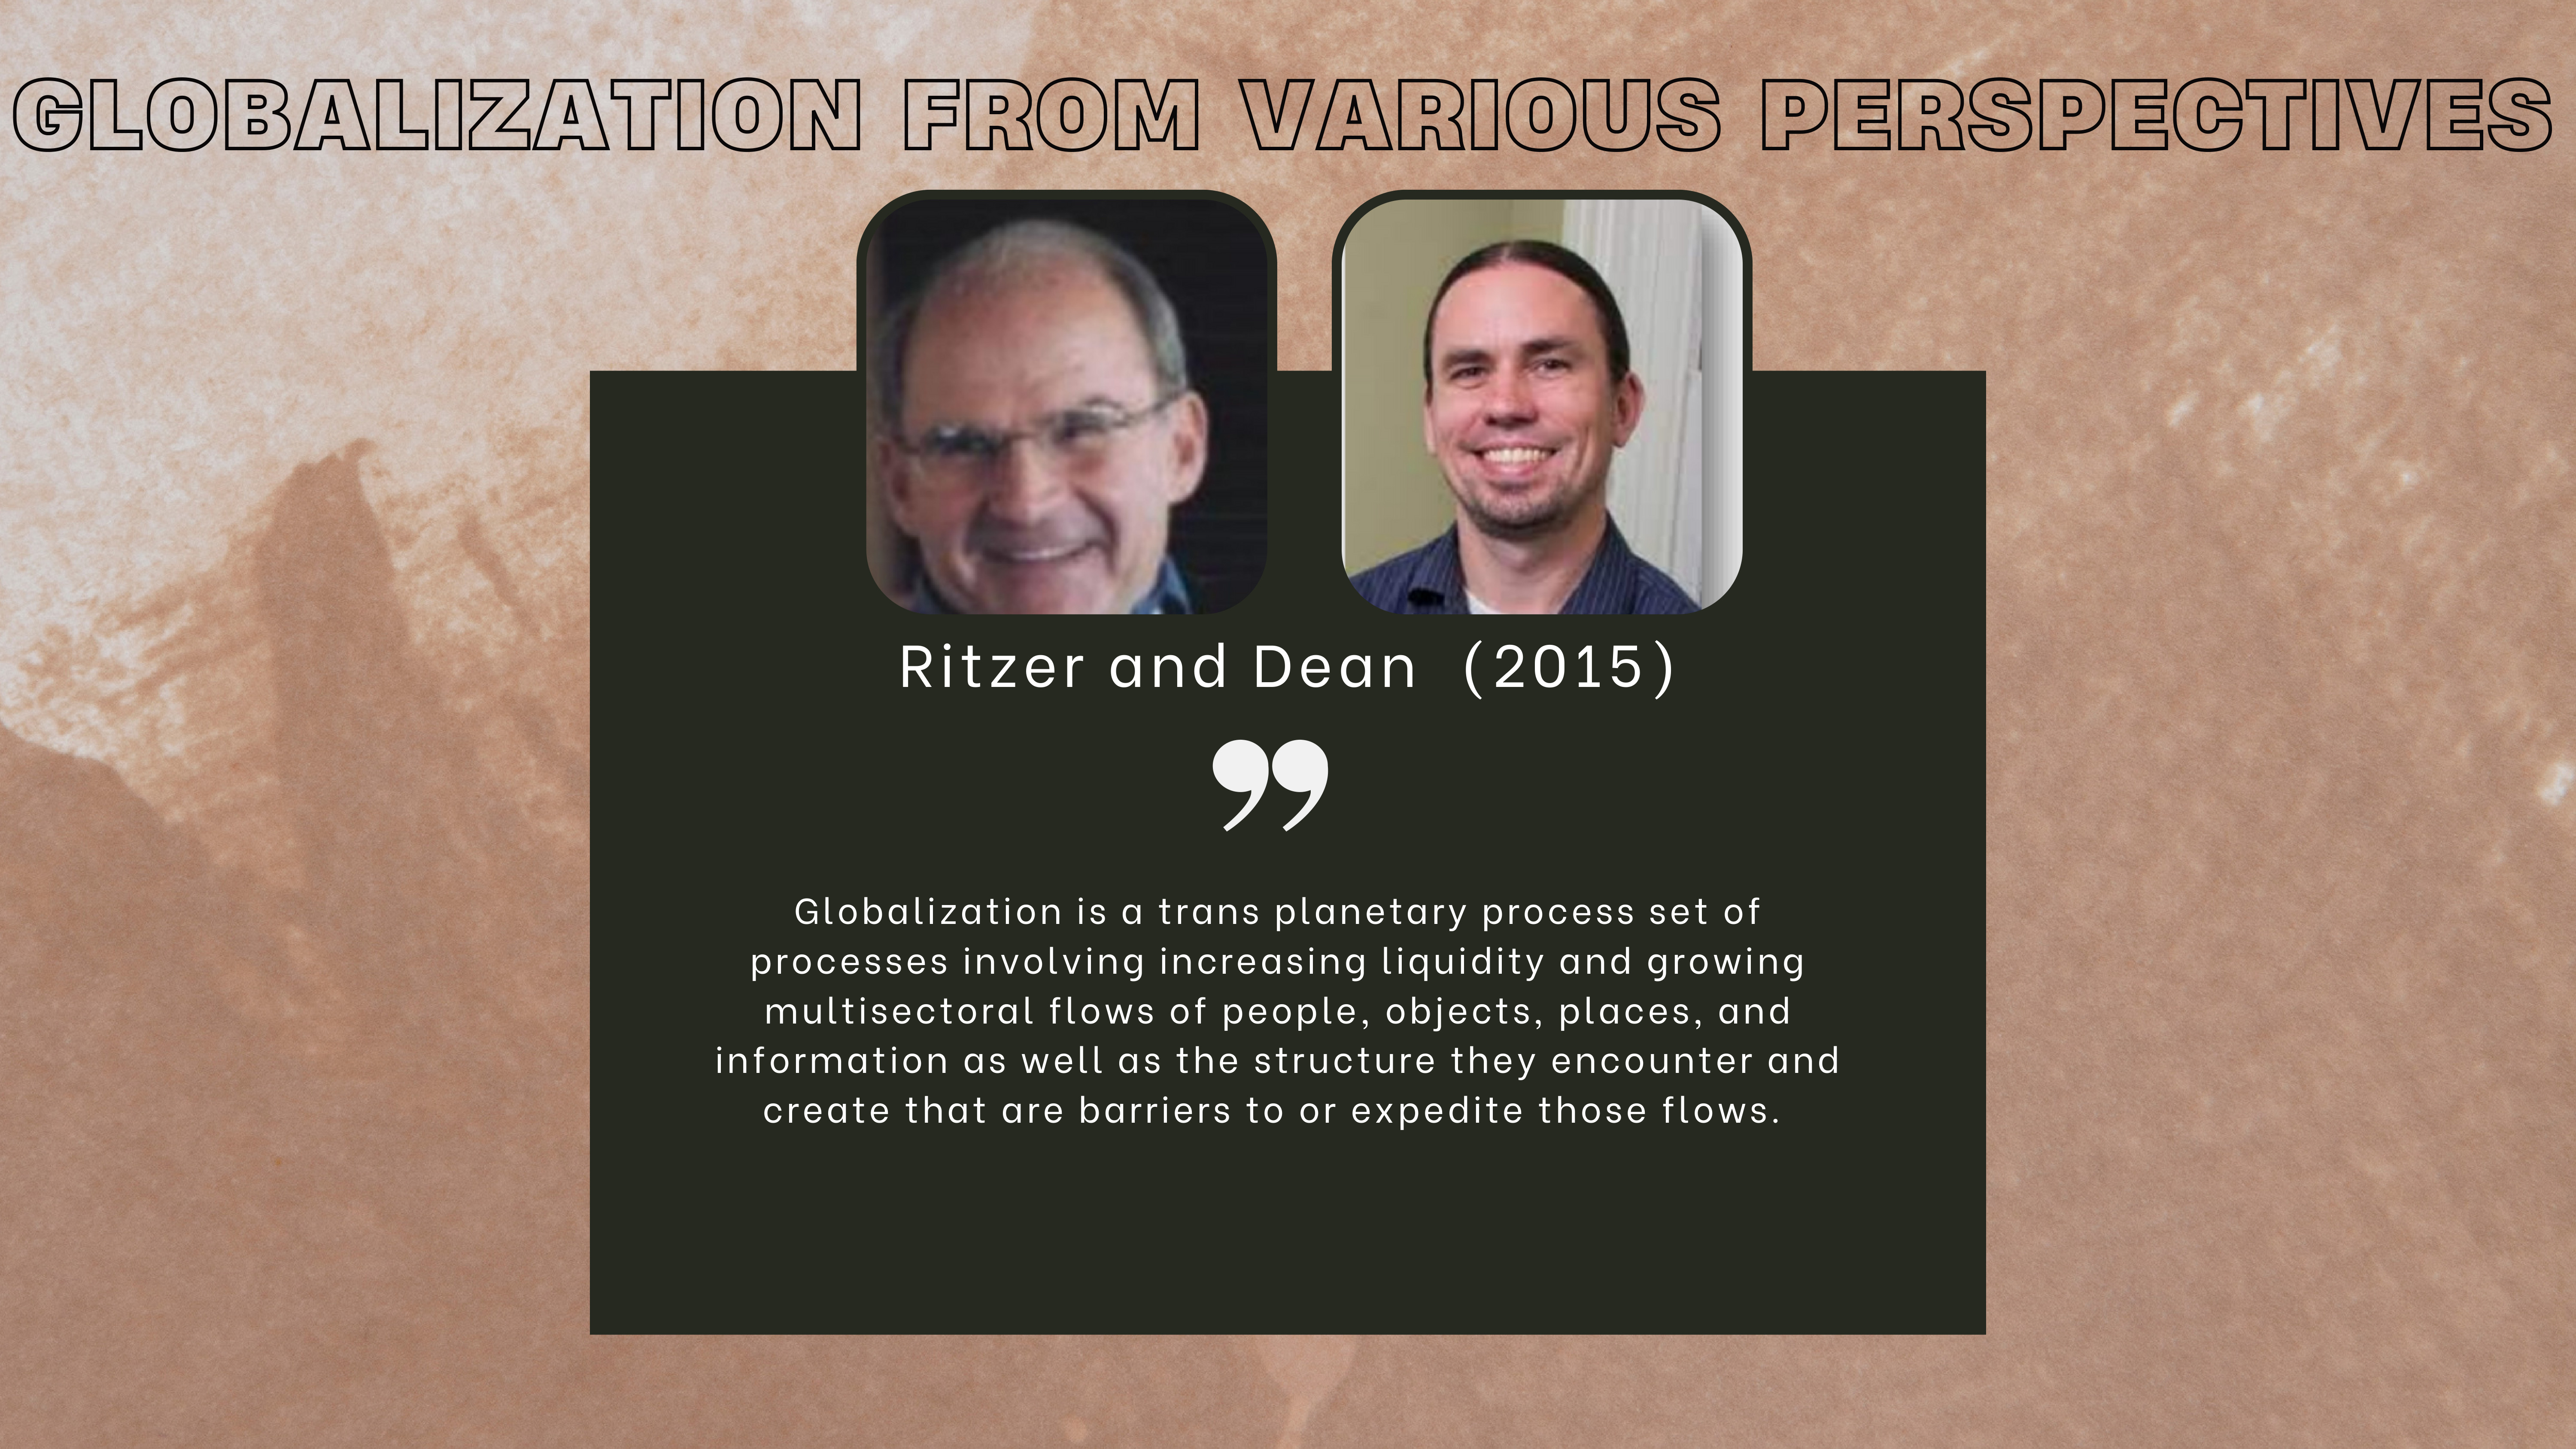 GLOBALIZATION FROM VARIOUS PERSPECTIVES
Ritzer and Dean (2015)
”
Globalization is a trans planetary process set of
processes involving increasing liquidity and growing
multisectoral flows of people, objects, places, and
information as well as the structure they encounter and
create that are barriers to or expedite those flows.